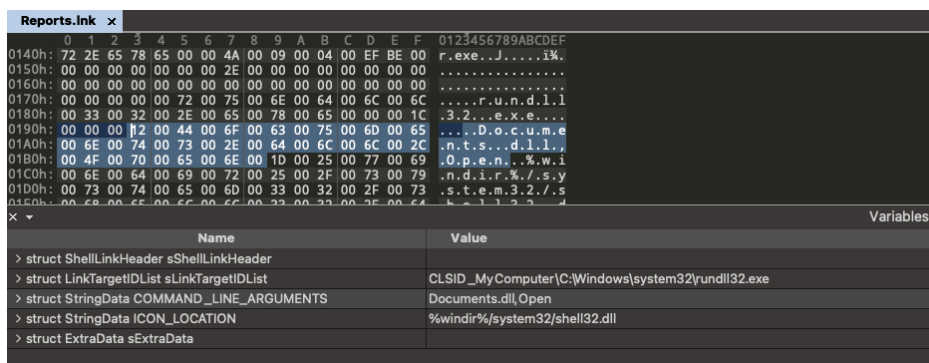 Reports.lnk ×
0 1 2 3 4 5 6 7 8 9 A B C D E F 0123456789ABCDEF
0140h: 72 2E 65 78 65 00 00 4A 00 09 00 04 00 EF BE 00 r.exe..J.....ï¾.
0150h: 00 00 00 00 00 00 00 2E 00 00 00 00 00 00 00 00 ................
0160h: 00 00 00 00 00 00 00 00 00 00 00 00 00 00 00 00 ................
0170h: 00 00 00 00 00 72 00 75 00 6E 00 64 00 6C 00 6C .....r.u.n.d.l.l
0180h: 00 33 00 32 00 2E 00 65 00 78 00 65 00 00 00 1C .3.2...e.x.e....
0190h: 00 00 00 12 00 44 00 6F 00 63 00 75 00 6D 00 65 .....D.o.c.u.m.e
01A0h: 00 6E 00 74 00 73 00 2E 00 64 00 6C 00 6C 00 2C .n.t.s...d.l.l.,
01B0h: 00 4F 00 70 00 65 00 6E 00 1D 00 25 00 77 00 69 .O.p.e.n...%.w.i
01C0h: 00 6E 00 64 00 69 00 72 00 25 00 2F 00 73 00 79 .n.d.i.r.%./.s.y
01D0h: 00 73 00 74 00 65 00 6D 00 33 00 32 00 2F 00 73 .s.t.e.m.3.2./.s
× Variables
Name Value
> struct ShellLinkHeader sShellLinkHeader
> struct LinkTargetIDList sLinkTargetIDList CLSID_MyComputer\C:\Windows\system32\rundll32.exe
> struct StringData COMMAND_LINE_ARGUMENTS Documents.dll,Open
> struct StringData ICON_LOCATION %windir%/system32/shell32.dll
> struct ExtraData sExtraData